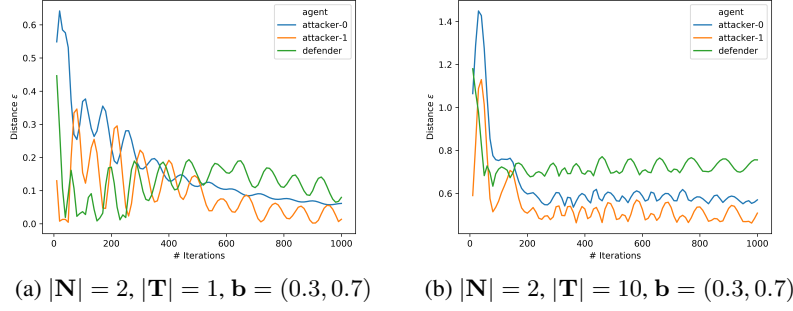 agent
attacker-0
attacker-1
defender
0.6
0.5
0.4
0.3
0.2
0.1
0.0
Distance ε
0 200 400 600 800 1000
# Iterations
(a) |N| = 2, |T| = 1, b = (0.3, 0.7)
agent
attacker-0
attacker-1
defender
1.4
1.2
1.0
0.8
0.6
Distance ε
0 200 400 600 800 1000
# Iterations
(b) |N| = 2, |T| = 10, b = (0.3, 0.7)